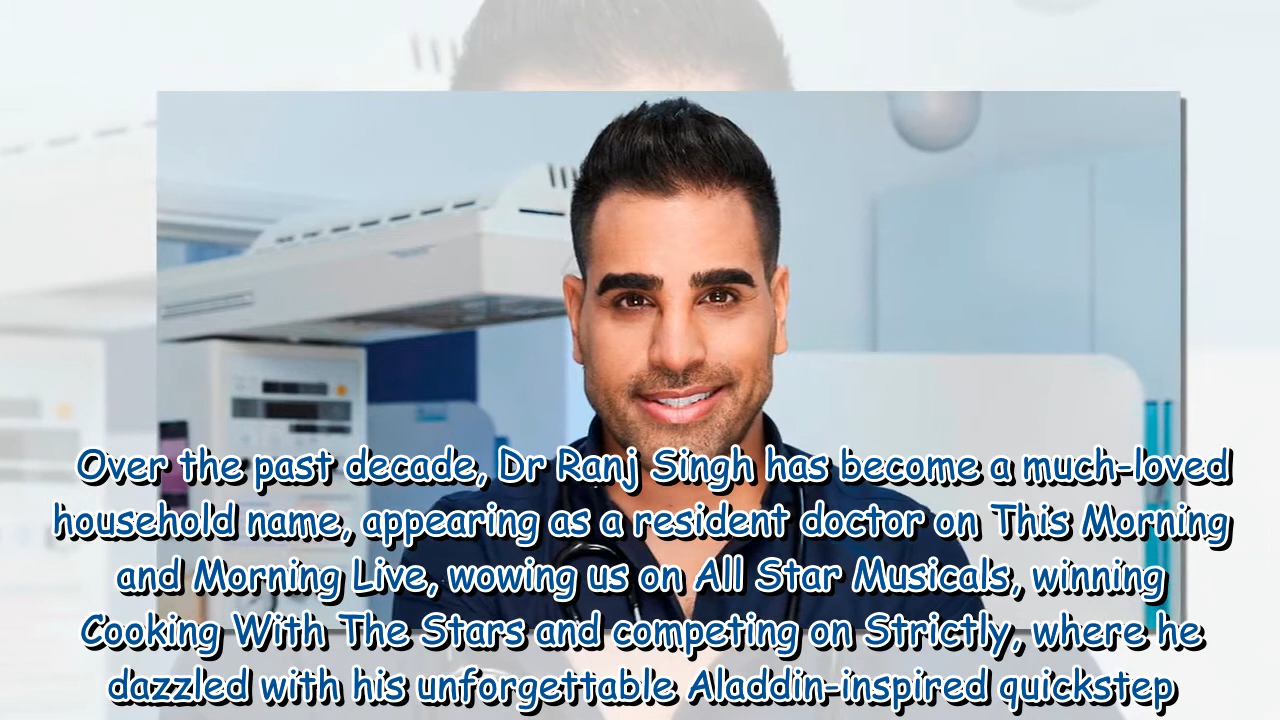 Over the past decade, Dr Ranj Singh has become a much-loved
household name, appearing as a resident doctor on This Morning
and Morning Live, wowing us on All Star Musicals, winning
Cooking With The Stars and competing on Strictly, where he
dazzled with his unforgettable Aladdin-inspired quickstep